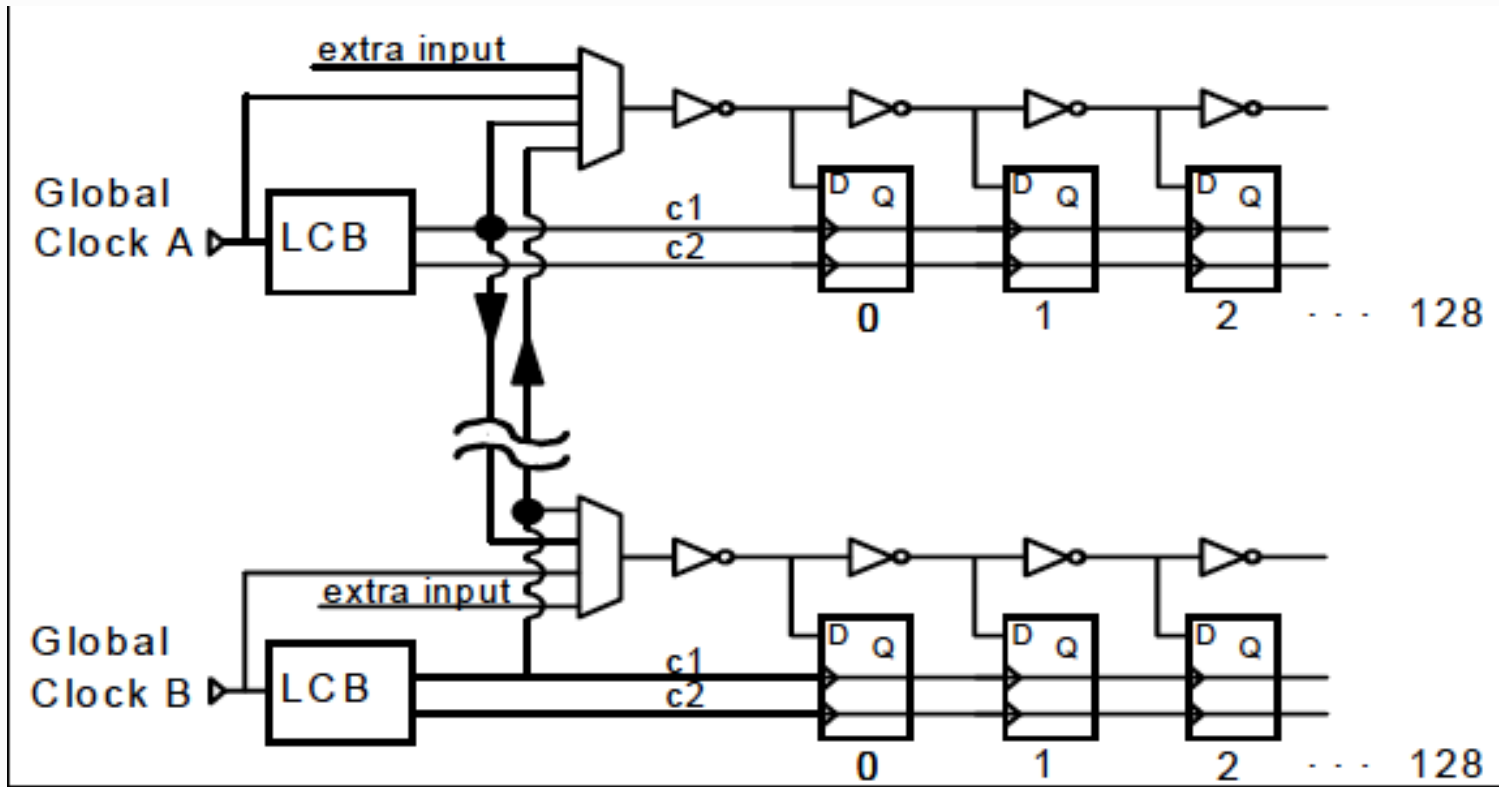 extra input
D Q D Q D Q
Global
Clock A
LCB
c1
c2
0 1 2 · · · 128
extra input
D Q D Q D Q
Global
Clock B
LCB
c1
c2
0 1 2 · · · 128